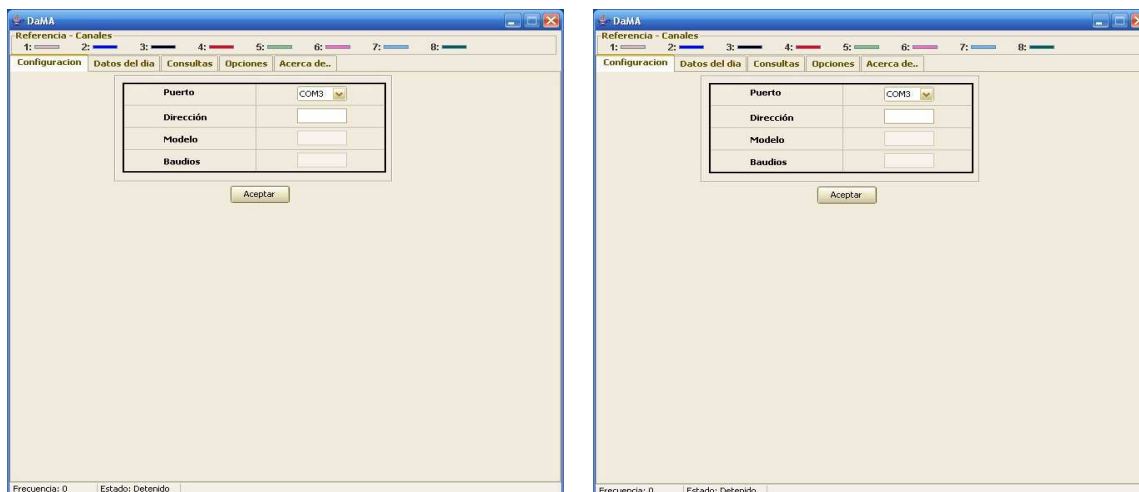 DaMA
Referencia - Canales
1: 2: 3: 4: 5: 6: 7: 8:
Configuracion Datos del dia Consultas Opciones Acerca de..
Puerto COM3
Dirección
Modelo
Baudios
Aceptar
Frecuencia: 0 Estado: Detenido
DaMA
Referencia - Canales
1: 2: 3: 4: 5: 6: 7: 8:
Configuracion Datos del dia Consultas Opciones Acerca de..
Puerto COM3
Dirección
Modelo
Baudios
Aceptar
Frecuencia: 0 Estado: Detenido